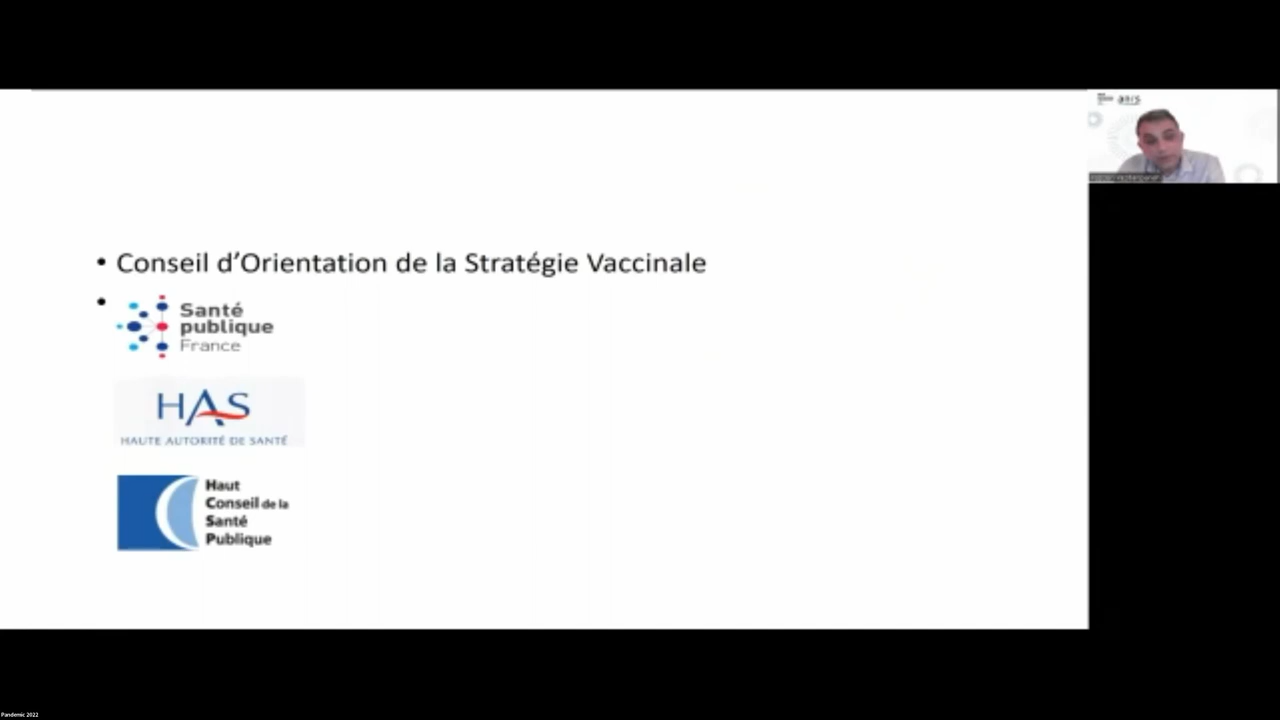 anrs
• Conseil d’Orientation de la Stratégie Vaccinale
•
Santé
publique
France
HAS
HAUTE AUTORITÉ DE SANTÉ
Haut
Conseil de la
Santé
Publique
Pandemic 2022